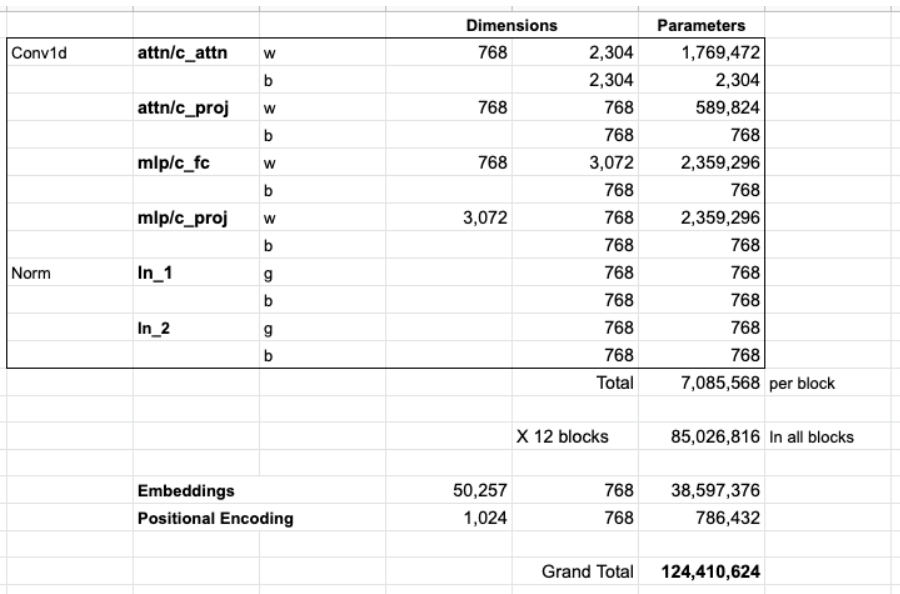 Dimensions Parameters
Conv1d attn/c_attn w 768 2,304 1,769,472
b 2,304 2,304
attn/c_proj w 768 768 589,824
b 768 768
mlp/c_fc w 768 3,072 2,359,296
b 768 768
mlp/c_proj w 3,072 768 2,359,296
b 768 768
Norm ln_1 g 768 768
b 768 768
ln_2 g 768 768
b 768 768
Total 7,085,568 per block
X 12 blocks 85,026,816 In all blocks
Embeddings 50,257 768 38,597,376
Positional Encoding 1,024 768 786,432
Grand Total 124,410,624